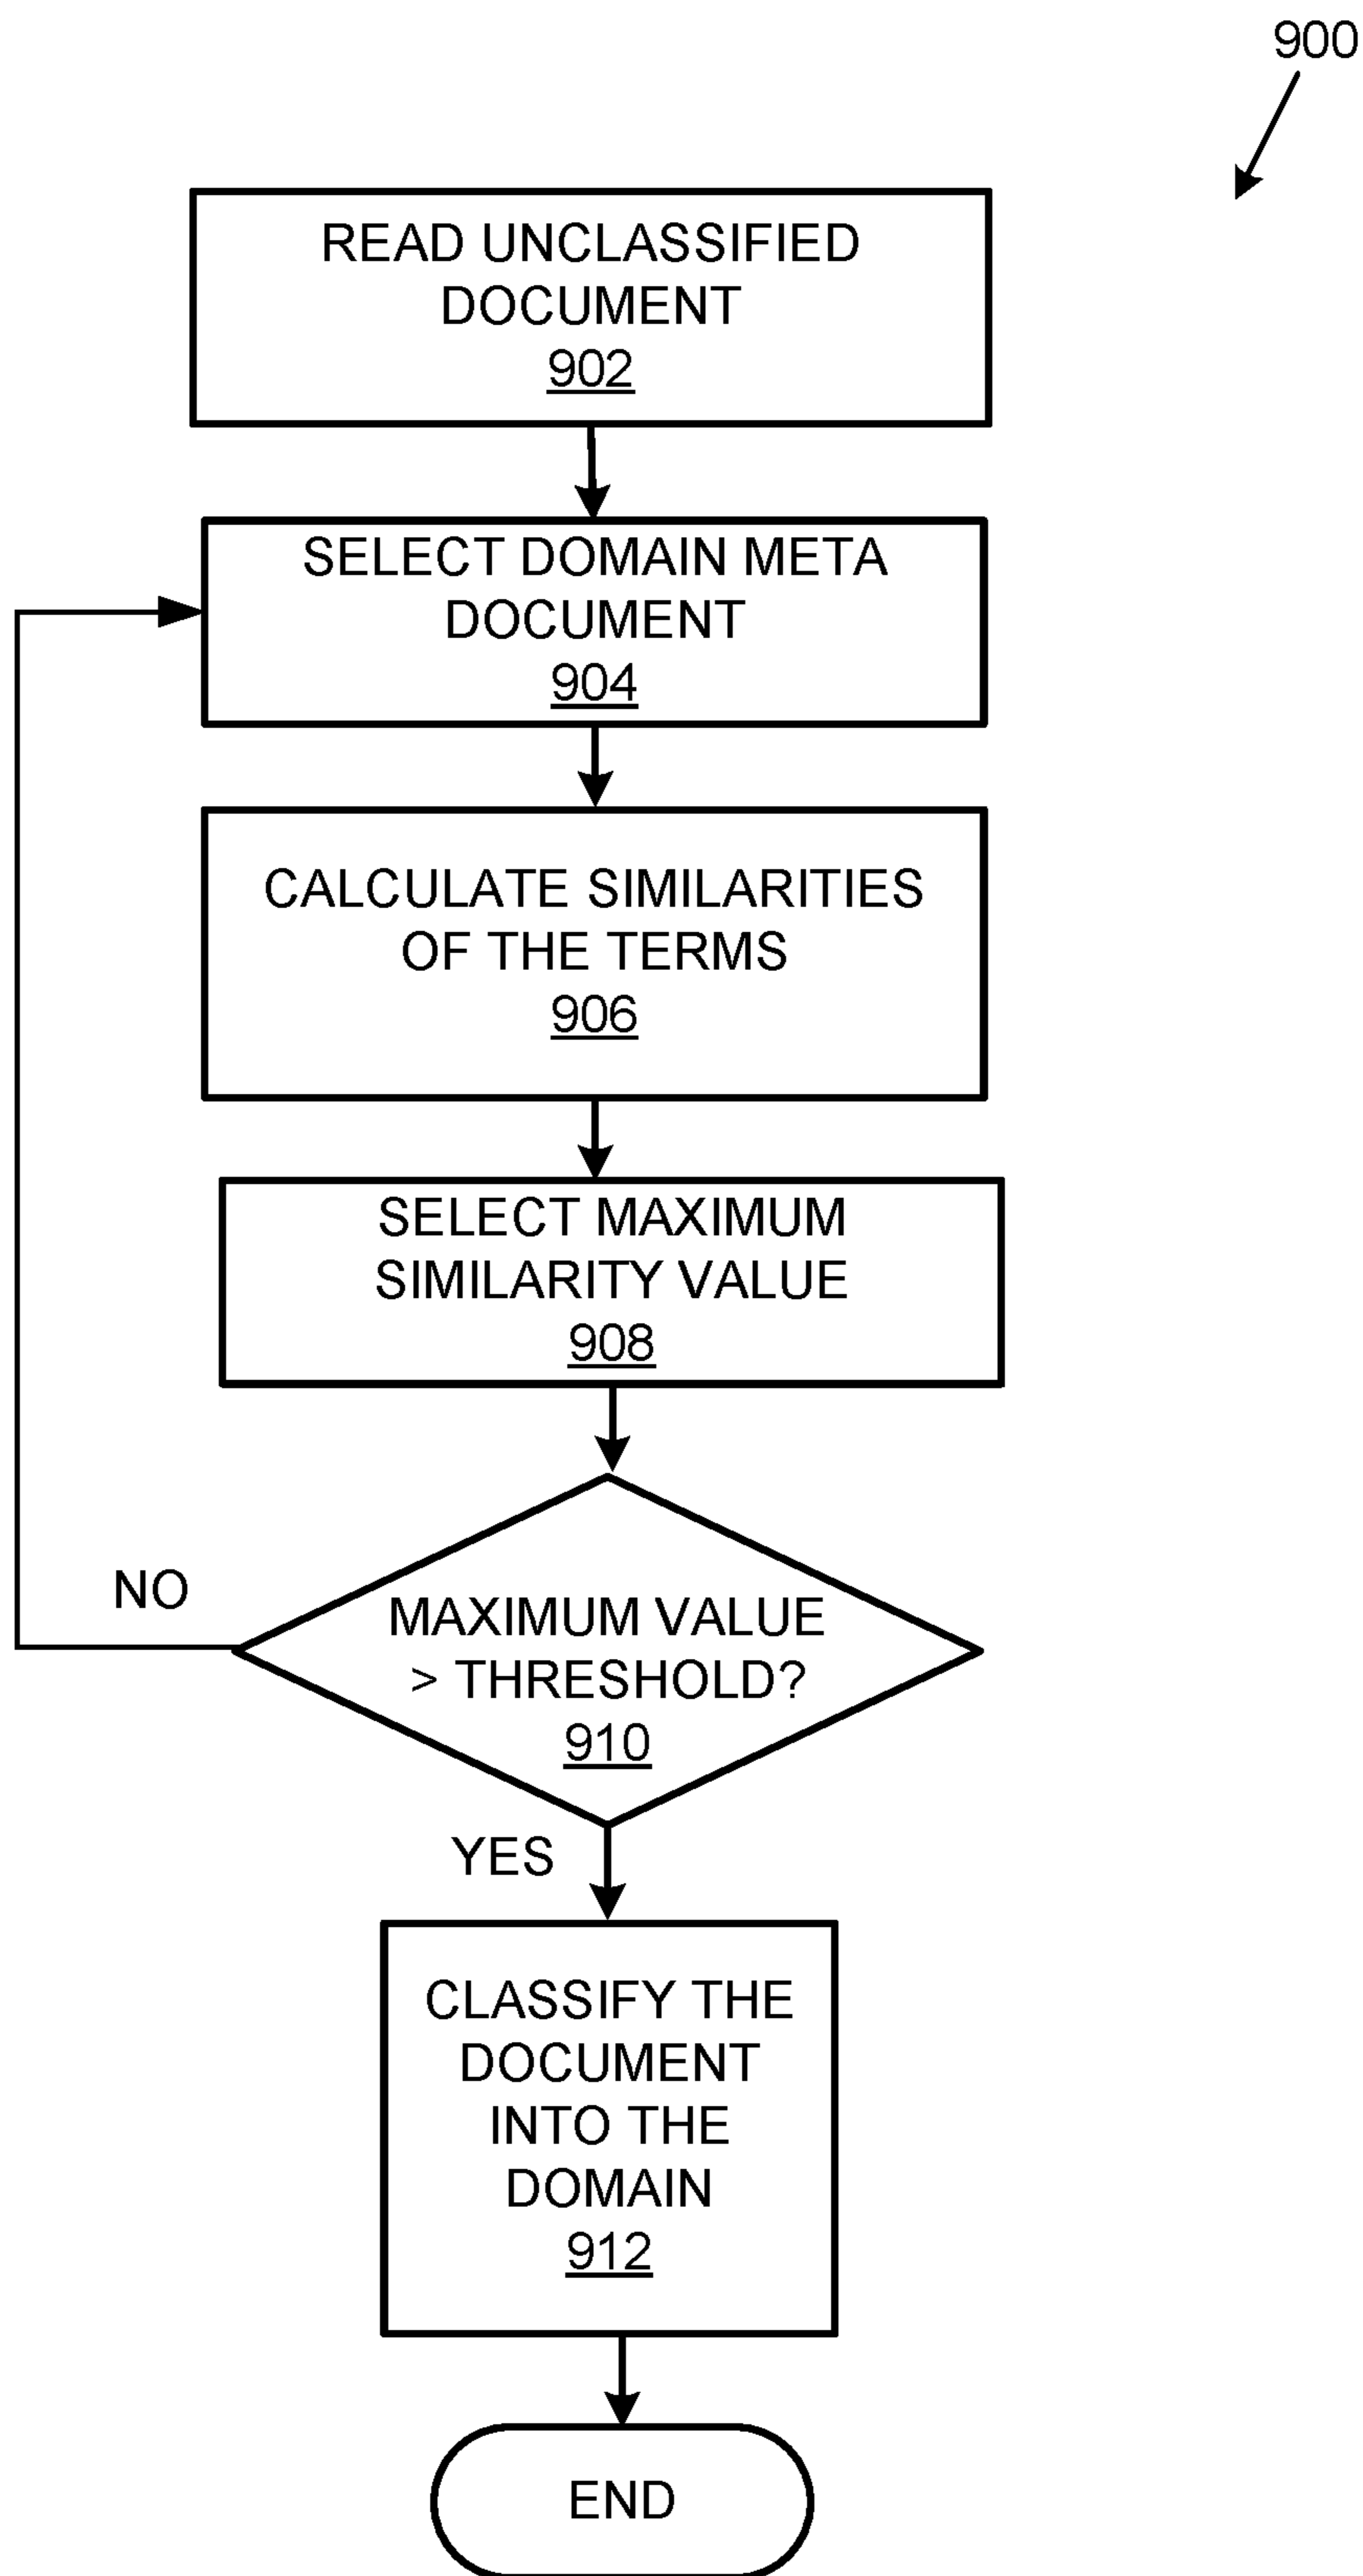 900
READ UNCLASSIFIED
DOCUMENT
902
SELECT DOMAIN META
DOCUMENT
904
CALCULATE SIMILARITIES
OF THE TERMS
906
SELECT MAXIMUM
SIMILARITY VALUE
908
NO
MAXIMUM VALUE
> THRESHOLD?
910
YES
CLASSIFY THE
DOCUMENT
INTO THE
DOMAIN
912
END